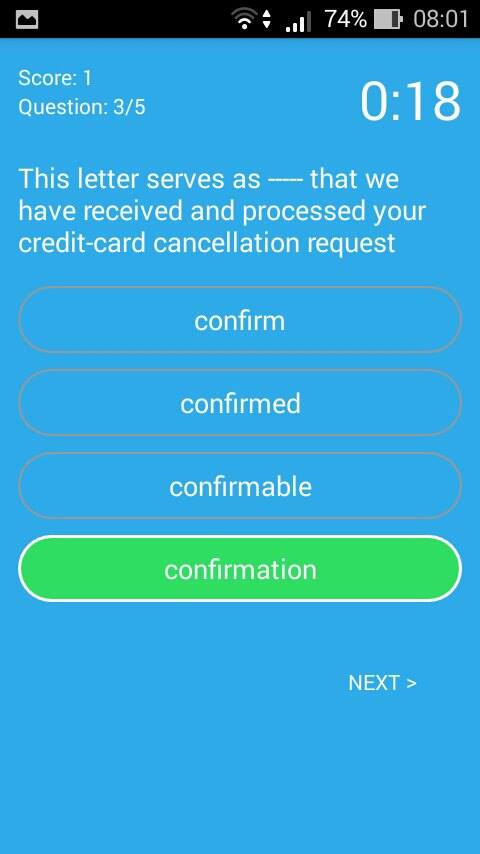 74% 08:01
Score: 1
Question: 3/5
0:18
This letter serves as ----- that we
have received and processed your
credit-card cancellation request
confirm
confirmed
confirmable
confirmation
NEXT >